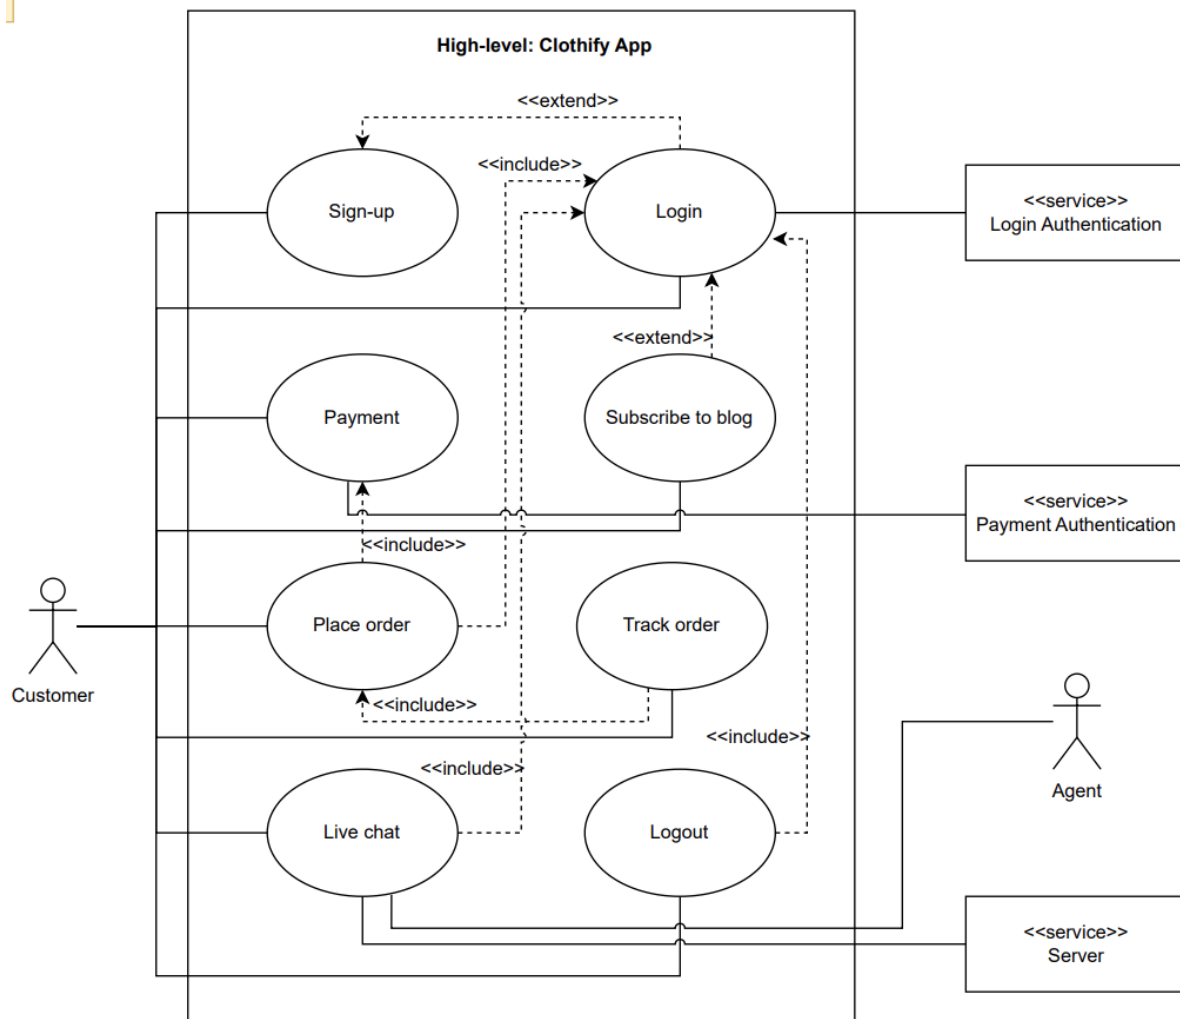 High-level: Clothify App
<<extend>>
<<include>>
Sign-up
Login
<<service>>
Login Authentication
<<extend>>
Payment
Subscribe to blog
<<service>>
Payment Authentication
<<include>>
Place order
Track order
Customer
<<include>>
<<include>>
<<include>>
Agent
Live chat
Logout
<<service>>
Server